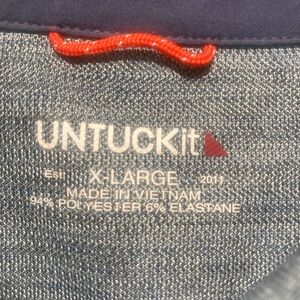 UNTUCKit
Est X-LARGE 2011
MADE IN VIETNAM
94% POLYESTER 6% ELASTANE